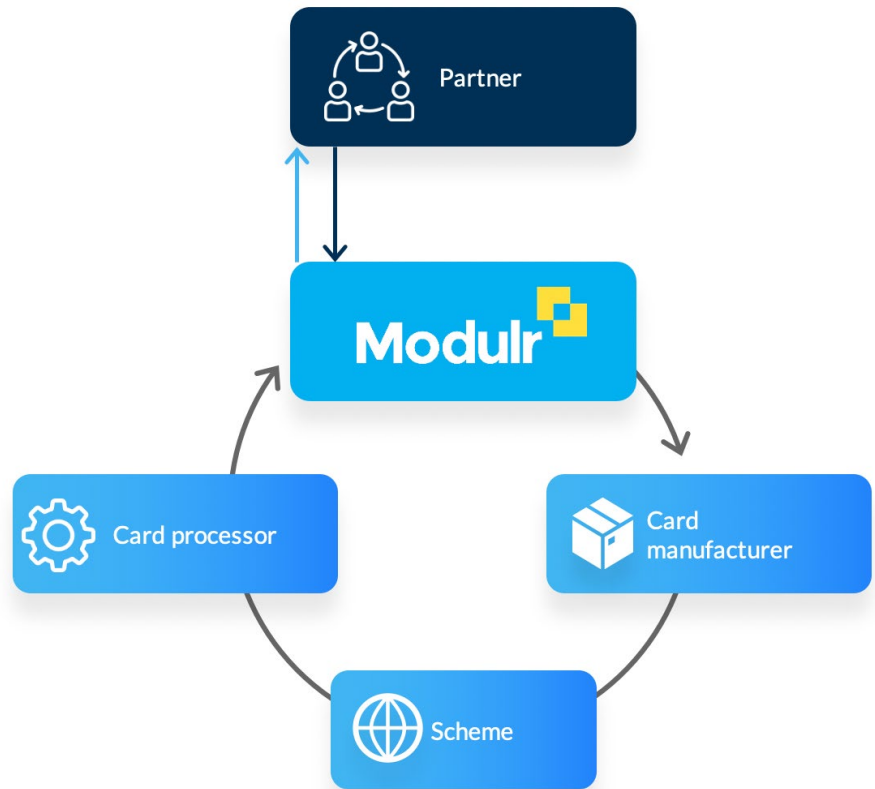 Partner
Modulr
Card processor
Card
manufacturer
Scheme